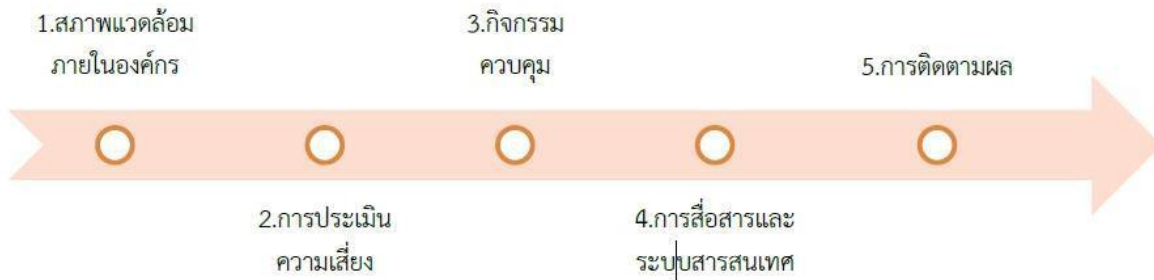 1.สภาพแวดล้อม
ภายในองค์กร
2.การประเมิน
ความเสี่ยง
3.กิจกรรม
ควบคุม
4.การสื่อสารและ
ระบบสารสนเทศ
5.การติดตามผล